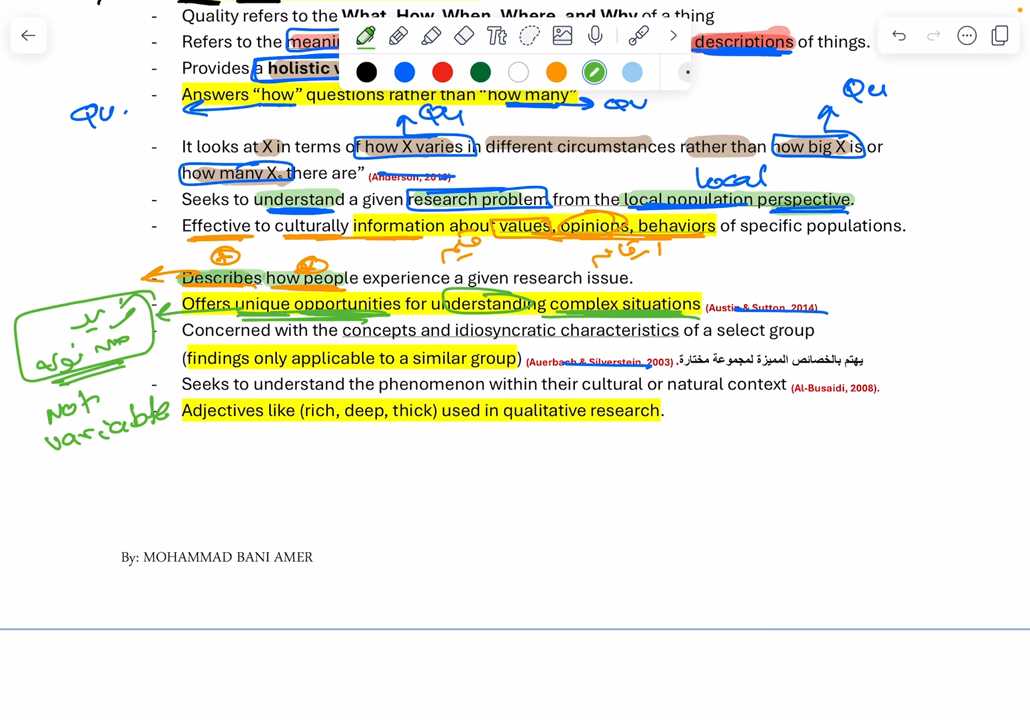 - Quality refers to the What, How, When, Where, and Why of a thing
- Refers to the descriptions of things.
- Provides a holistic
- Answers "how" questions rather than "how many"
Qu. Qu Qu Qu
- It looks at X in terms of how X varies in different circumstances rather than how big X is or
how many Xs there are" (Anderson, 2010)
local
- Seeks to understand a given research problem from the local population perspective.
- Effective to culturally information about values, opinions, behaviors of specific populations.
قيم
- Describes how people experience a given research issue.
- Offers unique opportunities for understanding complex situations (Austin & Sutton, 2014)
فريد
من نوعه
- Concerned with the concepts and idiosyncratic characteristics of a select group
(findings only applicable to a similar group) (Auerbach & Silverstein, 2003) يهتم بالخصائص المميزة لمجموعة مختارة.
- Seeks to understand the phenomenon within their cultural or natural context (Al-Busaidi, 2008).
Not
variable
- Adjectives like (rich, deep, thick) used in qualitative research.
By: MOHAMMAD BANI AMER